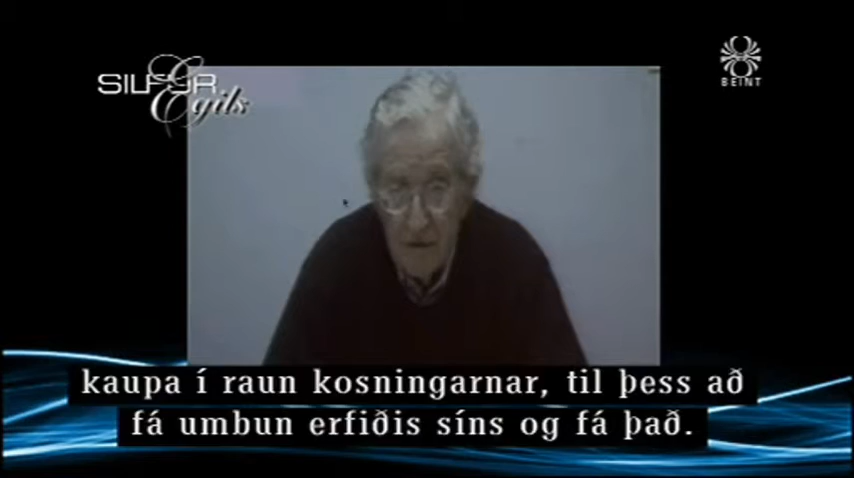 SILFUR
Egils
BEINT
kaupa í raun kosningarnar, til þess að
fá umbun erfiðis síns og fá það.